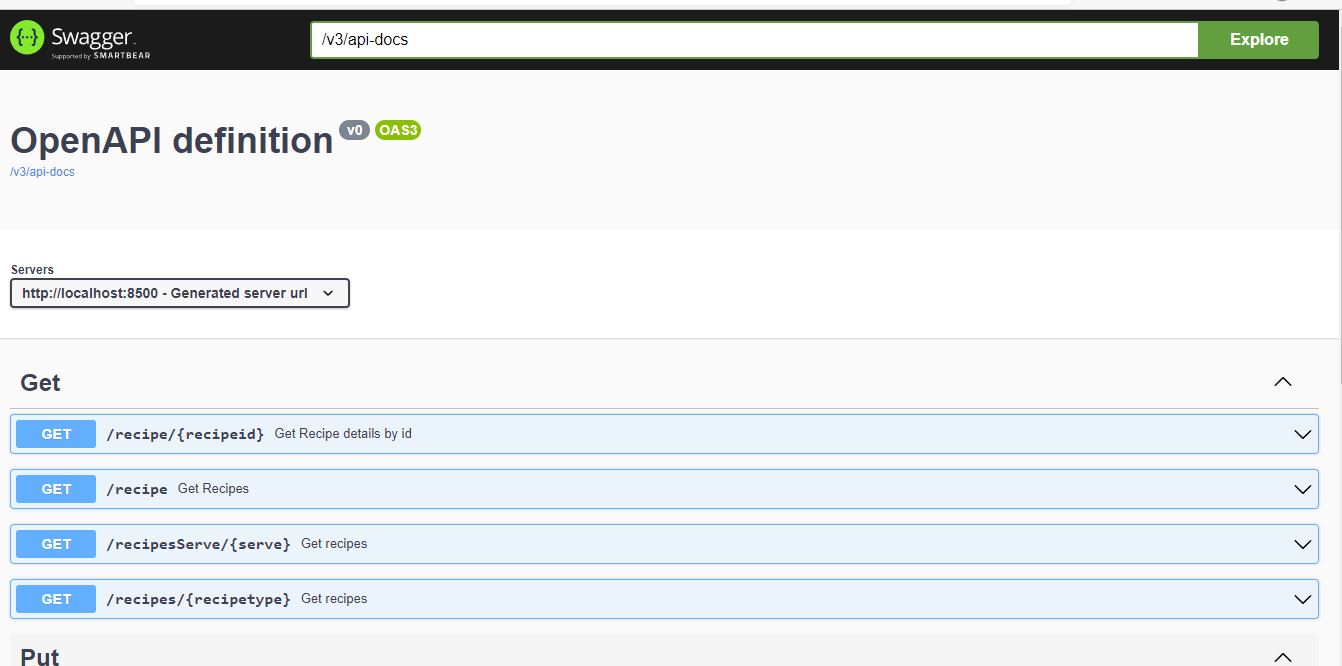 {···} Swagger
Supported by SMARTBEAR
/v3/api-docs
Explore
OpenAPI definition v0 OAS3
/v3/api-docs
Servers
http://localhost:8500 - Generated server url
Get
GET /recipe/{recipeid} Get Recipe details by id
GET /recipe Get Recipes
GET /recipesServe/{serve} Get recipes
GET /recipes/{recipetype} Get recipes
Put